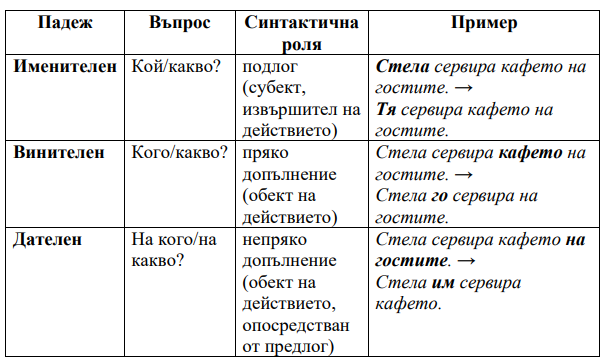 Падеж Въпрос Синтактична роля Пример
Именителен Кой/какво? подлог (субект, извършител на действието) Стела сервира кафето на гостите. → Тя сервира кафето на гостите.
Винителен Кого/какво? пряко допълнение (обект на действието) Стела сервира кафето на гостите. → Стела го сервира на гостите.
Дателен На кого/на какво? непряко допълнение (обект на действието, опосредстван от предлог) Стела сервира кафето на гостите. → Стела им сервира кафето.